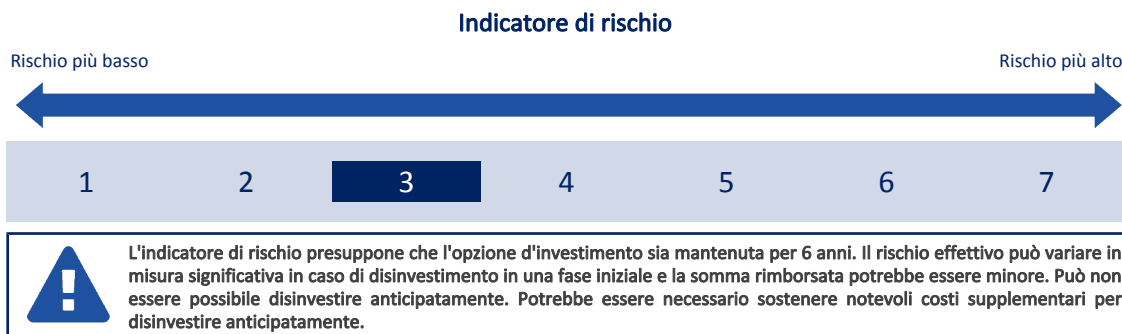 Indicatore di rischio
Rischio più basso Rischio più alto
1 2 3 4 5 6 7
L'indicatore di rischio presuppone che l'opzione d'investimento sia mantenuta per 6 anni. Il rischio effettivo può variare in
misura significativa in caso di disinvestimento in una fase iniziale e la somma rimborsata potrebbe essere minore. Può non
essere possibile disinvestire anticipatamente. Potrebbe essere necessario sostenere notevoli costi supplementari per
disinvestire anticipatamente.